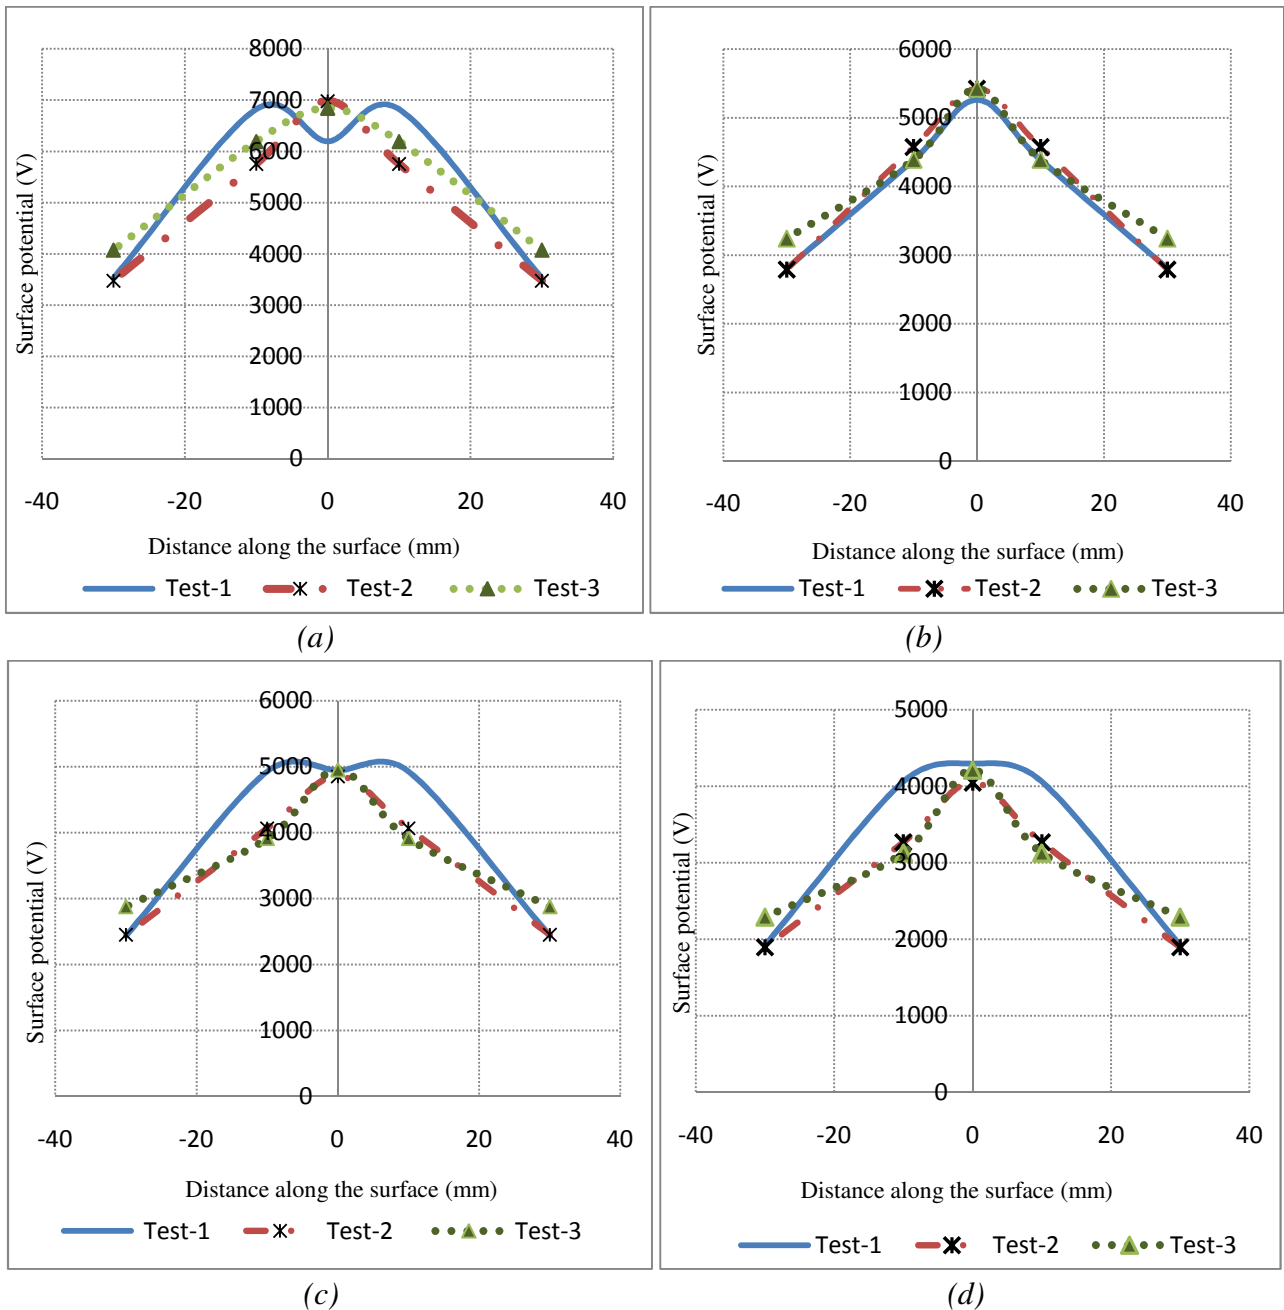 8000
7000
6000
5000
4000
3000
2000
1000
0
-40 -20 0 20 40
Surface potential (V)
Distance along the surface (mm)
Test-1 Test-2 Test-3
(a)
6000
5000
4000
3000
2000
1000
0
-40 -20 0 20 40
Surface potential (V)
Distance along the surface (mm)
Test-1 Test-2 Test-3
(b)
6000
5000
4000
3000
2000
1000
0
-40 -20 0 20 40
Surface potential (V)
Distance along the surface (mm)
Test-1 Test-2 Test-3
(c)
5000
4000
3000
2000
1000
0
-40 -20 0 20 40
Surface potential (V)
Distance along the surface (mm)
Test-1 Test-2 Test-3
(d)